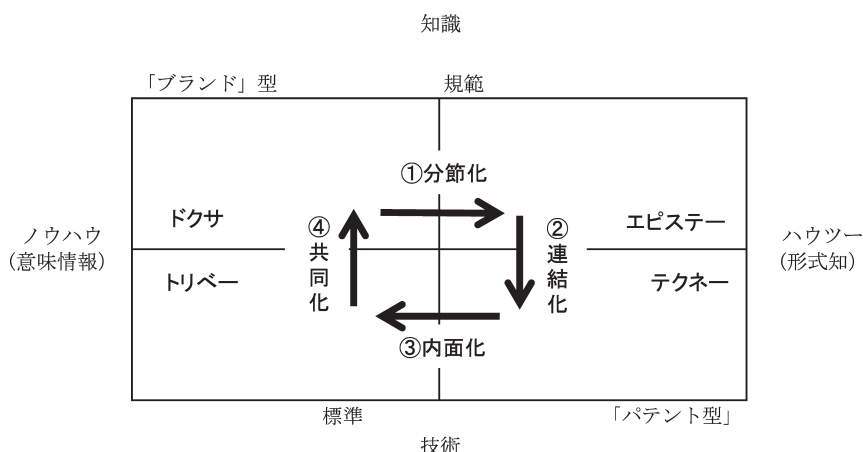 知識
「ブランド」型
規範
①分節化
ドクサ
エピステー
④共同化
②連結化
ノウハウ
(意味情報)
ハウツー
(形式知)
トリベー
テクネー
③内面化
標準
「パテント型」
技術